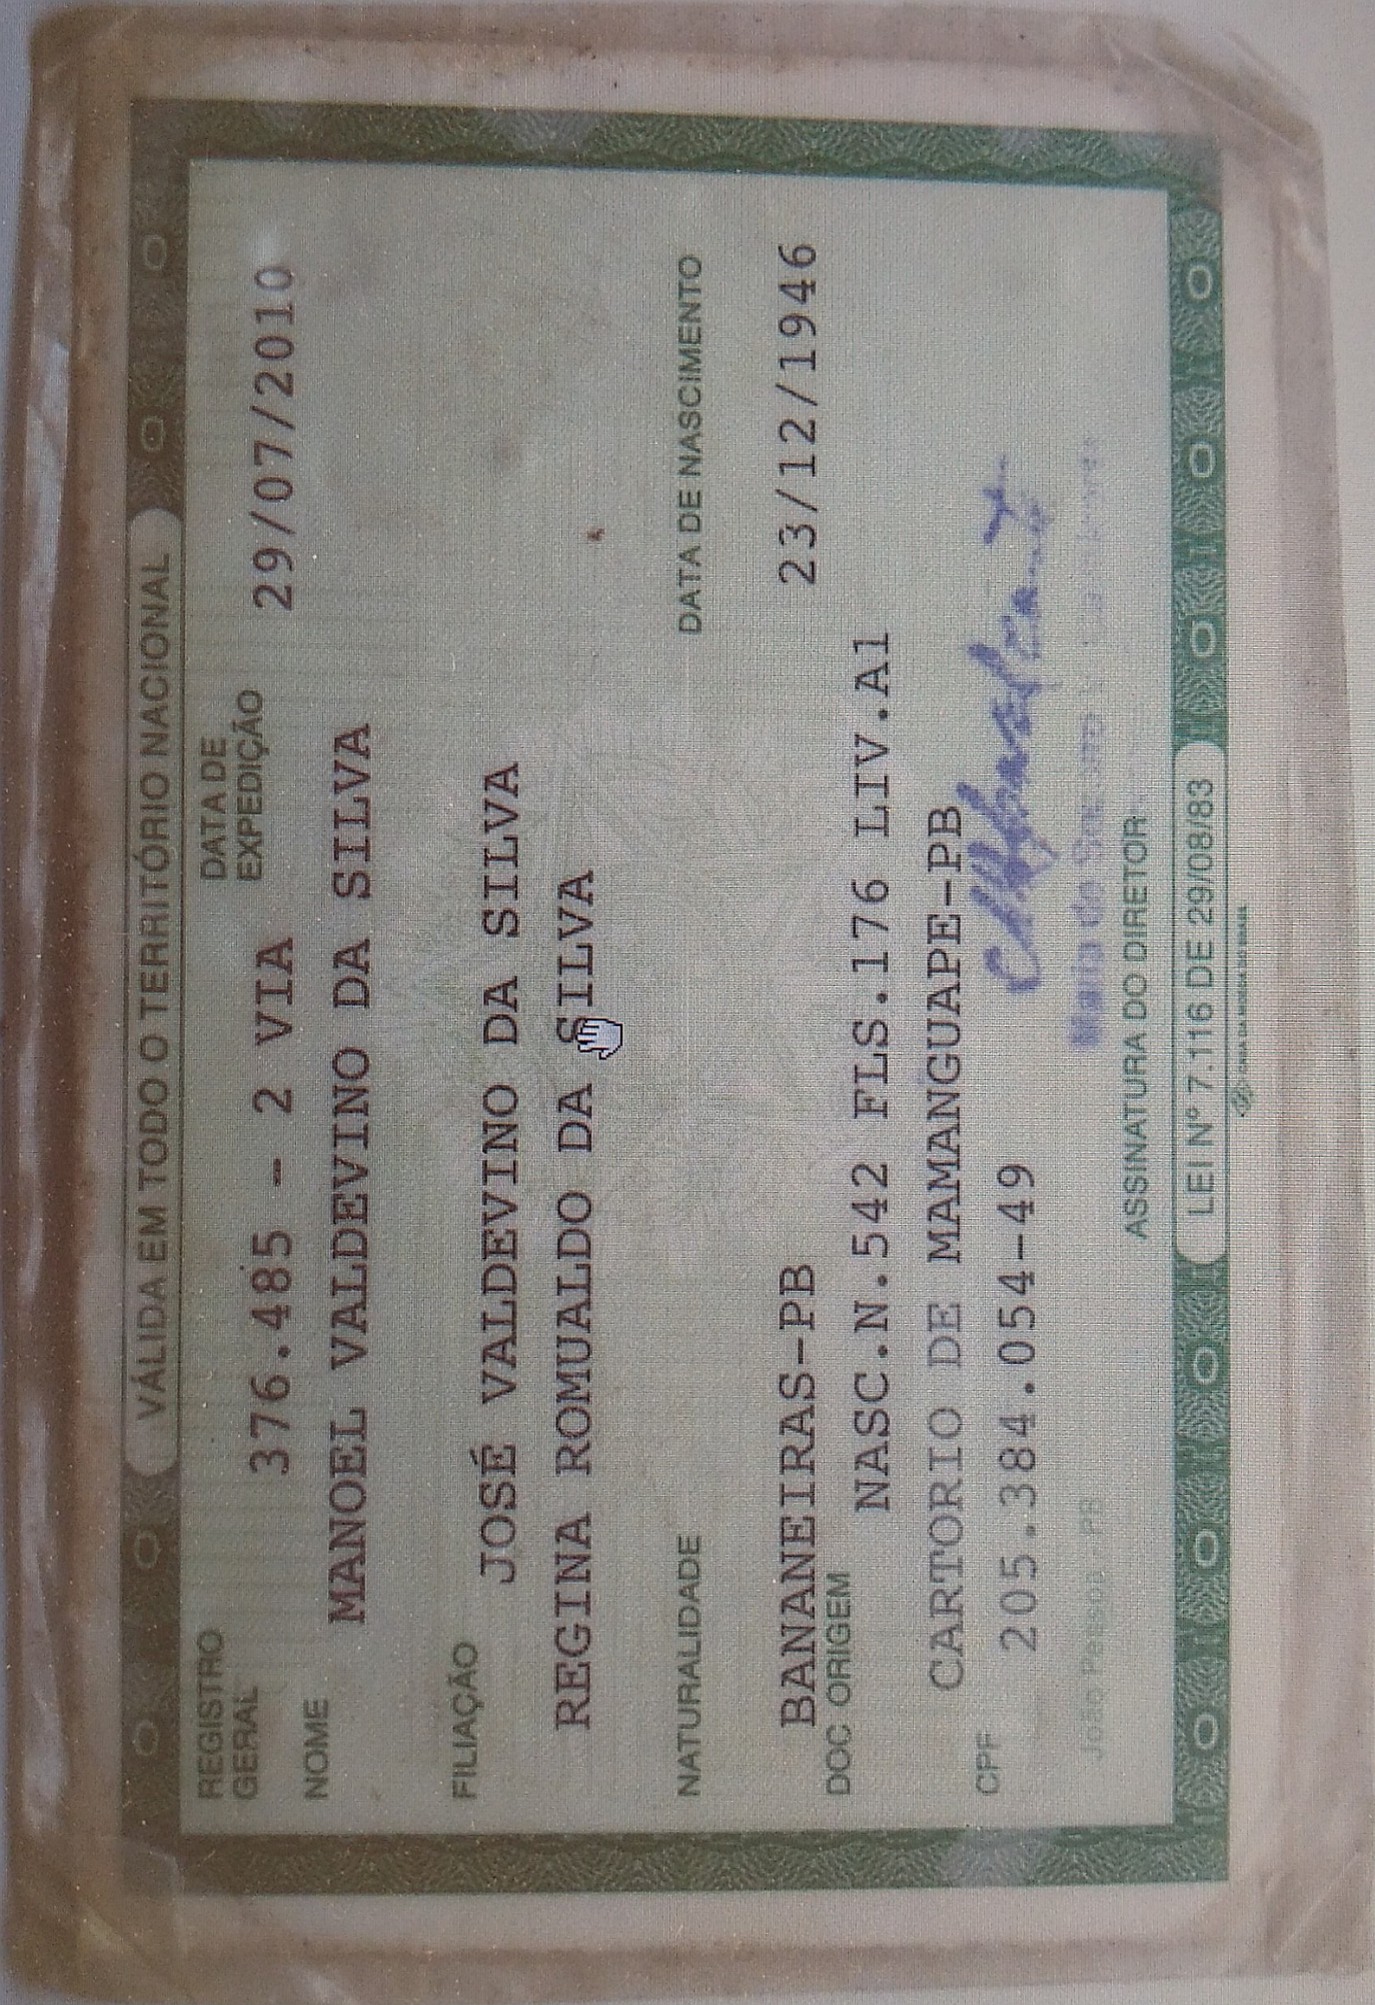 VÁLIDA EM TODO O TERRITÓRIO NACIONAL
REGISTRO GERAL 376.485 - 2 VIA DATA DE EXPEDIÇÃO 29/07/2010
NOME
MANOEL VALDEVINO DA SILVA
FILIAÇÃO
JOSÉ VALDEVINO DA SILVA
REGINA ROMUALDO DA SILVA
NATURALIDADE DATA DE NASCIMENTO
BANANEIRAS-PB 23/12/1946
DOC ORIGEM NASC.N.542 FLS.176 LIV.A1
CARTORIO DE MAMANGUAPE-PB
CPF 205.384.054-49
Maria do Socorro
João Pessoa - PB
ASSINATURA DO DIRETOR
LEI Nº 7.116 DE 29/08/83
CASA DA MOEDA DO BRASIL